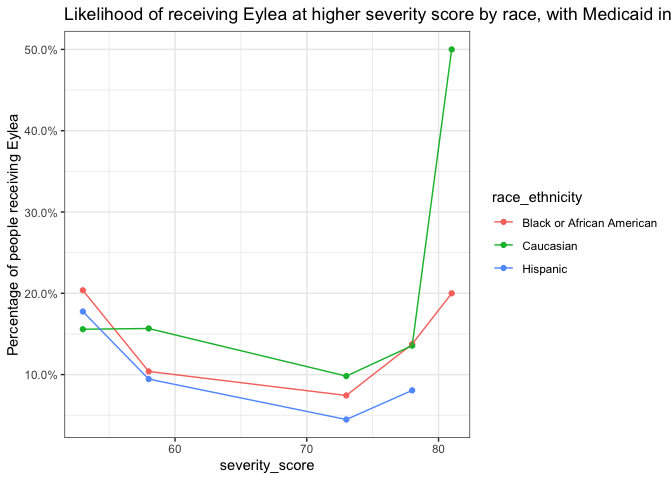 Likelihood of receiving Eylea at higher severity score by race, with Medicaid in
50.0%
40.0%
30.0%
20.0%
10.0%
Percentage of people receiving Eylea
60
70
80
severity_score
race_ethnicity
Black or African American
Caucasian
Hispanic